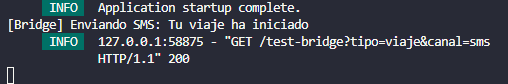 INFO Application startup complete.
[Bridge] Enviando SMS: Tu viaje ha iniciado
INFO 127.0.0.1:58875 - "GET /test-bridge?tipo=viaje&canal=sms
HTTP/1.1" 200